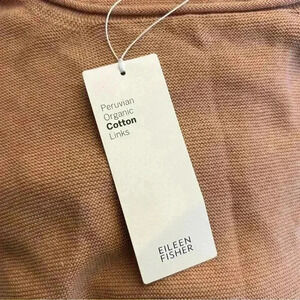 Peruvian
Organic
Cotton
Links
EILEEN
FISHER